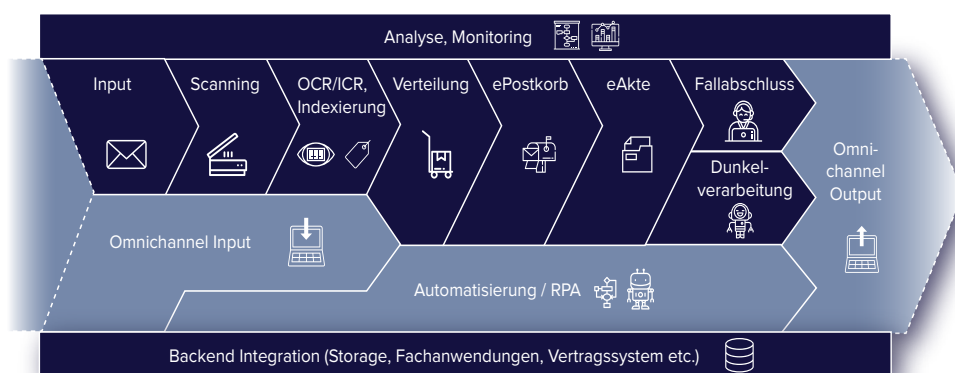 Analyse, Monitoring
Input
Scanning
OCR/ICR,
Indexierung
Verteilung
ePostkorb
eAkte
Fallabschluss
Dunkel-
verarbeitung
Omni-
channel
Output
Omnichannel Input
Automatisierung / RPA
Backend Integration (Storage, Fachanwendungen, Vertragssystem etc.)